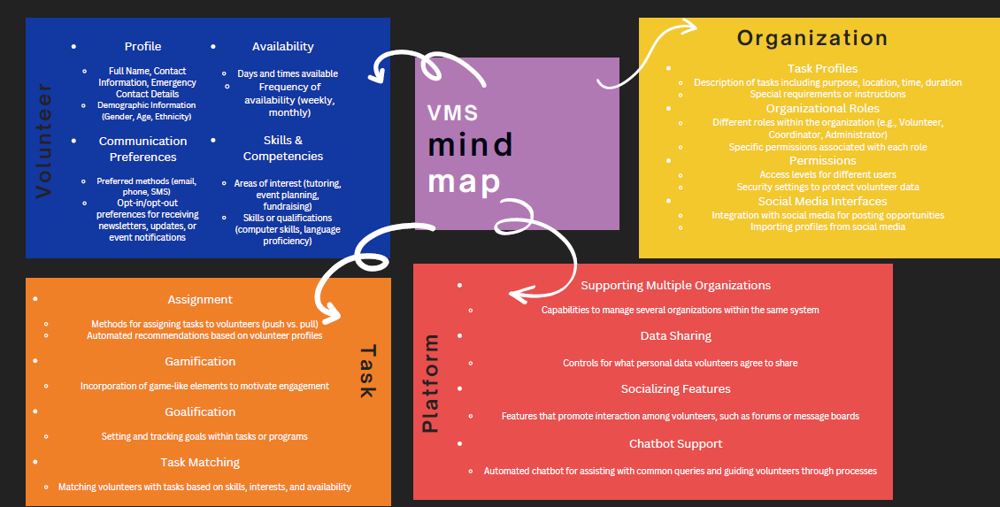 Volunteer
Profile
Full Name, Contact
Information, Emergency
Contact Details
Demographic Information
(Gender, Age, Ethnicity)
Communication
Preferences
Preferred methods (email,
phone, SMS)
Opt-in/opt-out
preferences for receiving
newsletters, updates, or
event notifications
Availability
Days and times available
Frequency of
availability (weekly,
monthly)
Skills &
Competencies
Areas of interest (tutoring,
event planning,
fundraising)
Skills or qualifications
(computer skills, language
proficiency)
VMS
mind
map
Organization
Task Profiles
Description of tasks including purpose, location, time, duration
Special requirements or instructions
Organizational Roles
Different roles within the organization (e.g., Volunteer,
Coordinator, Administrator)
Specific permissions associated with each role
Permissions
Access levels for different users
Security settings to protect volunteer data
Social Media Interfaces
Integration with social media for posting opportunities
Importing profiles from social media
Assignment
Methods for assigning tasks to volunteers (push vs. pull)
Automated recommendations based on volunteer profiles
Gamification
Incorporation of game-like elements to motivate engagement
Goalification
Setting and tracking goals within tasks or programs
Task Matching
Matching volunteers with tasks based on skills, interests, and availability
Task
Platform
Supporting Multiple Organizations
Capabilities to manage several organizations within the same system
Data Sharing
Controls for what personal data volunteers agree to share
Socializing Features
Features that promote interaction among volunteers, such as forums or message boards
Chatbot Support
Automated chatbot for assisting with common queries and guiding volunteers through processes